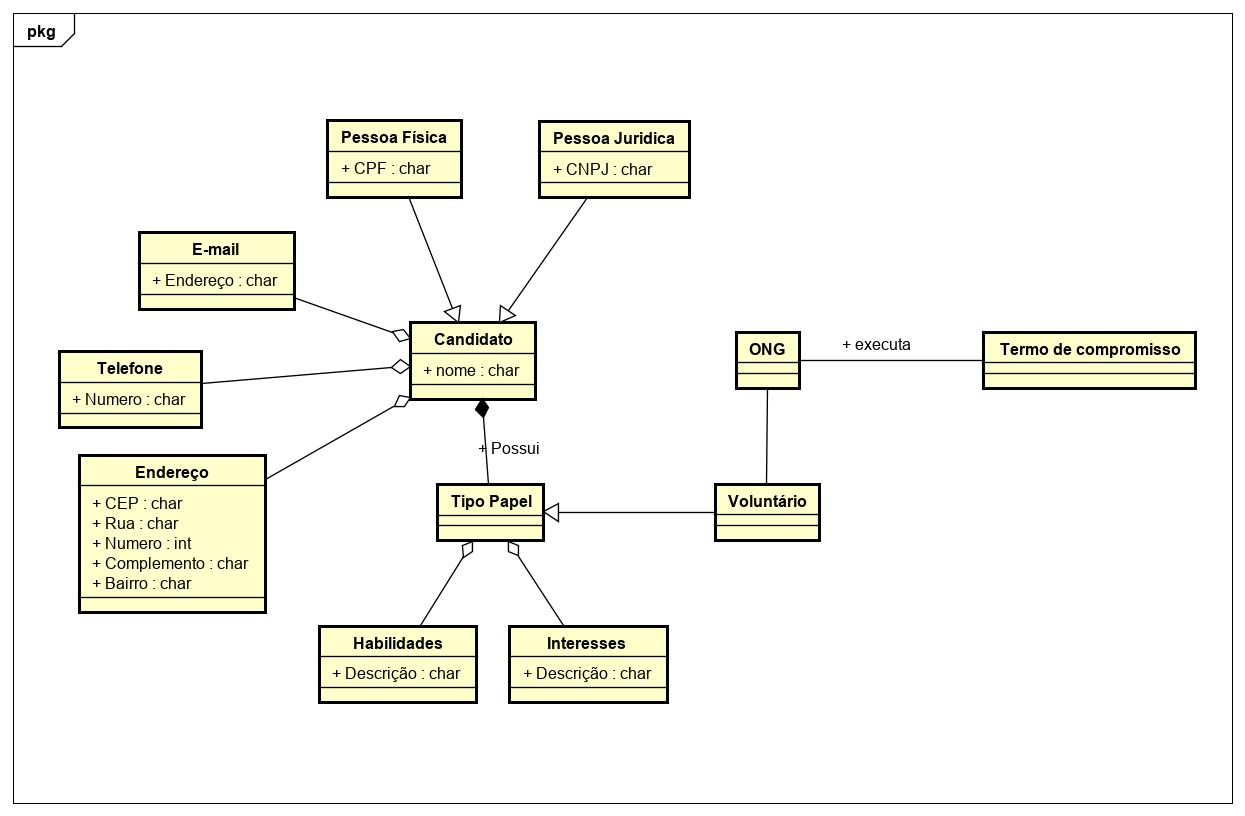 pkg
Pessoa Física
+ CPF : char
Pessoa Juridica
+ CNPJ : char
E-mail
+ Endereço : char
Candidato
+ nome : char
Telefone
+ Numero : char
ONG
+ executa
Termo de compromisso
+ Possui
Endereço
+ CEP : char
+ Rua : char
+ Numero : int
+ Complemento : char
+ Bairro : char
Tipo Papel
Voluntário
Habilidades
+ Descrição : char
Interesses
+ Descrição : char